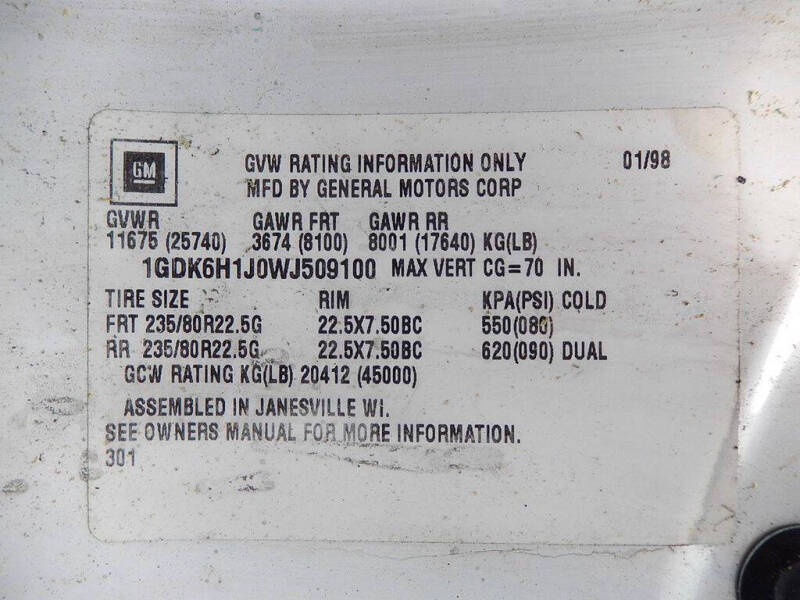 GM
GVW RATING INFORMATION ONLY 01/98
MFD BY GENERAL MOTORS CORP
GVWR GAWR FRT GAWR RR
11675 (25740) 3674 (8100) 8001 (17640) KG(LB)
1GDK6H1J0WJ509100 MAX VERT CG=70 IN.
TIRE SIZE RIM KPA(PSI) COLD
FRT 235/80R22.5G 22.5X7.50BC 550(080)
RR 235/80R22.5G 22.5X7.50BC 620(090) DUAL
GCW RATING KG(LB) 20412 (45000)
ASSEMBLED IN JANESVILLE WI.
SEE OWNERS MANUAL FOR MORE INFORMATION.
301